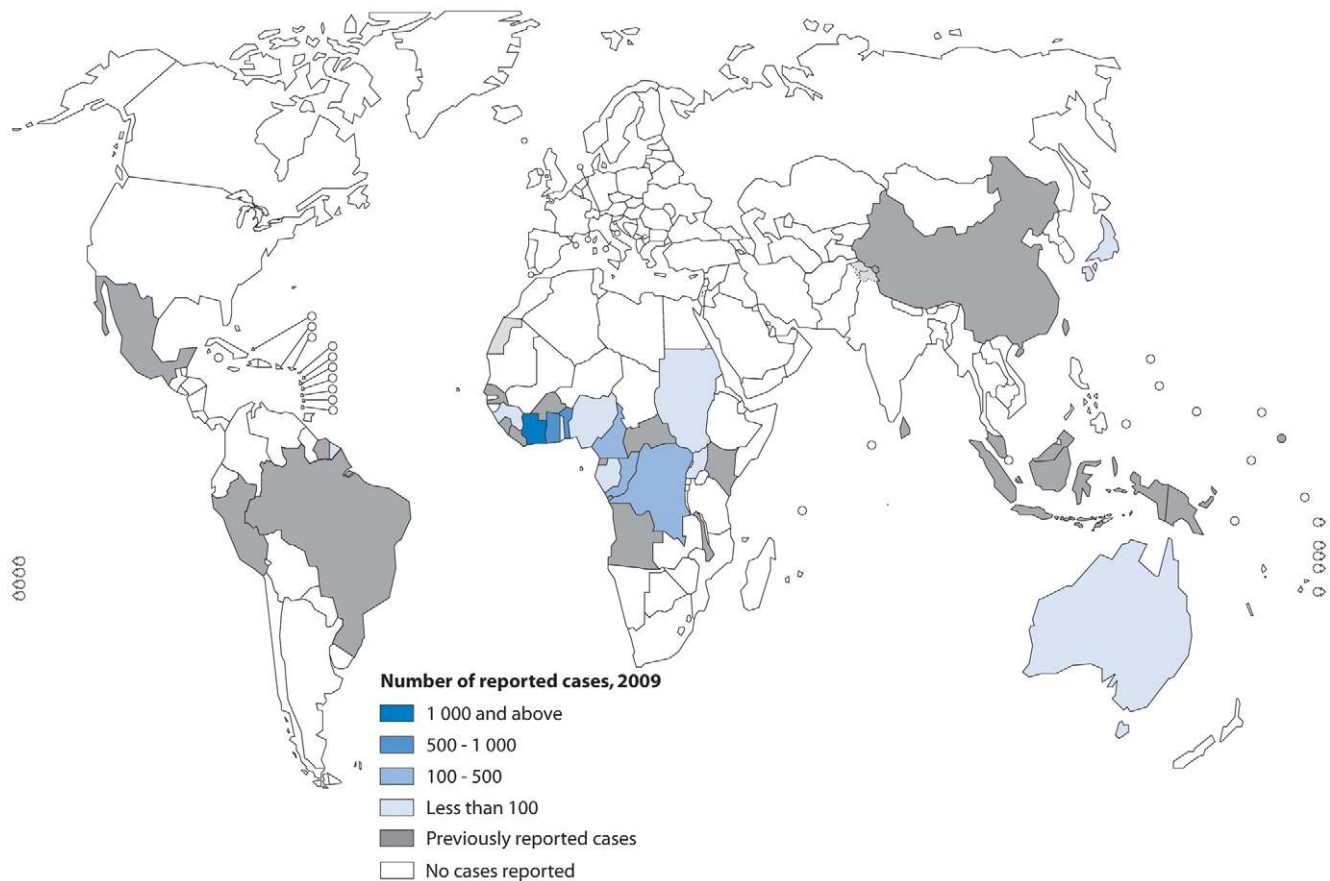 Number of reported cases, 2009
1 000 and above
500 - 1 000
100 - 500
Less than 100
Previously reported cases
No cases reported